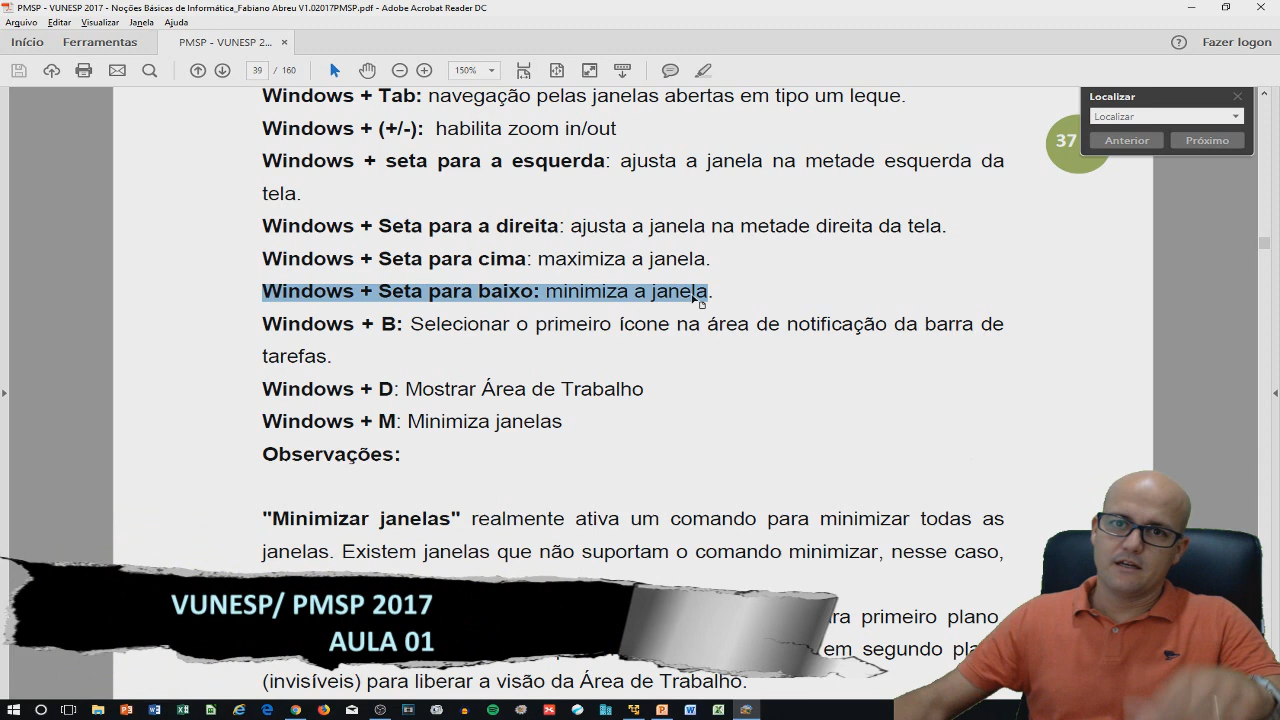 PMSP - VUNESP 2017 - Noções Básicas de Informática_Fabiano Abreu V1.02017PMSP.pdf - Adobe Acrobat Reader DC
Arquivo Editar Visualizar Janela Ajuda
Início Ferramentas PMSP - VUNESP 2... × Fazer logon
39 / 160 150%
Localizar
Localizar
Anterior Próximo
37
Windows + Tab: navegação pelas janelas abertas em tipo um leque.
Windows + (+/-): habilita zoom in/out
Windows + seta para a esquerda: ajusta a janela na metade esquerda da
tela.
Windows + Seta para a direita: ajusta a janela na metade direita da tela.
Windows + Seta para cima: maximiza a janela.
Windows + Seta para baixo: minimiza a janela.
Windows + B: Selecionar o primeiro ícone na área de notificação da barra de
tarefas.
Windows + D: Mostrar Área de Trabalho
Windows + M: Minimiza janelas
Observações:
"Minimizar janelas" realmente ativa um comando para minimizar todas as
janelas. Existem janelas que não suportam o comando minimizar, nesse caso,
primeiro plano,
em segundo
(invisíveis) para liberar a visão da Área de Trabalho.
VUNESP/ PMSP 2017
AULA 01